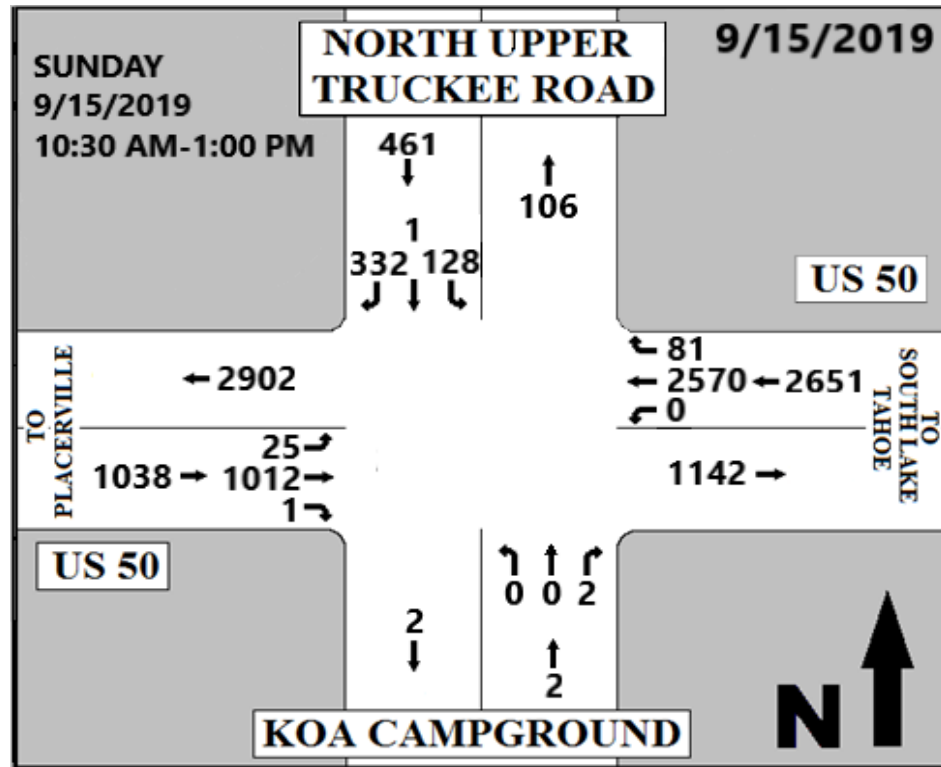 NORTH UPPER
TRUCKEE ROAD
9/15/2019
SUNDAY
9/15/2019
10:30 AM-1:00 PM
461
106
1
332 128
US 50
2902
81
2570 2651
0
TO
PLACERVILLE
TO
SOUTH LAKE
TAHOE
25
1038 1012
1
1142
US 50
0 0 2
2
2
KOA CAMPGROUND
N